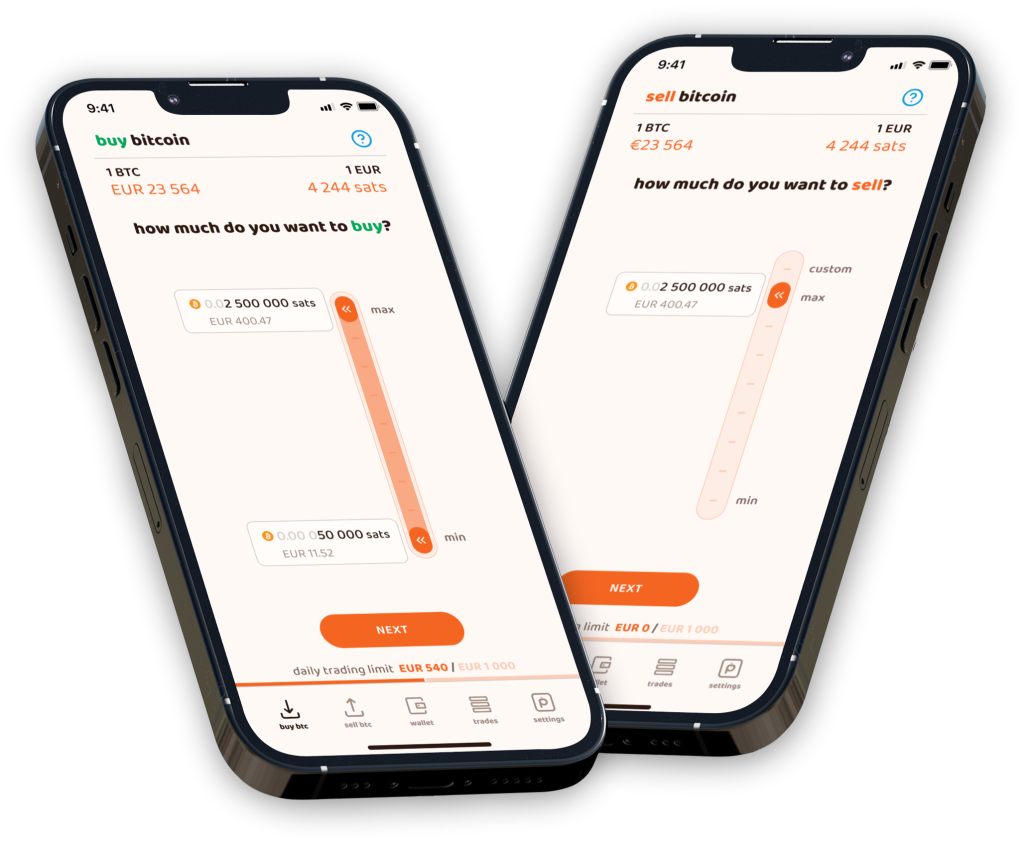 9:41
buy bitcoin
?
1 BTC
1 EUR
EUR 23 564
4 244 sats
how much do you want to buy?
0.02 500 000 sats
EUR 400.47
max
0.00 050 000 sats
EUR 11.52
min
NEXT
daily trading limit EUR 540 / EUR 1 000
buy btc
sell btc
wallet
trades
settings
9:41
sell bitcoin
?
1 BTC
1 EUR
€23 564
4 244 sats
how much do you want to sell?
custom
0.02 500 000 sats
EUR 400.47
max
min
NEXT
limit EUR 0 / EUR 1 000
trades
settings